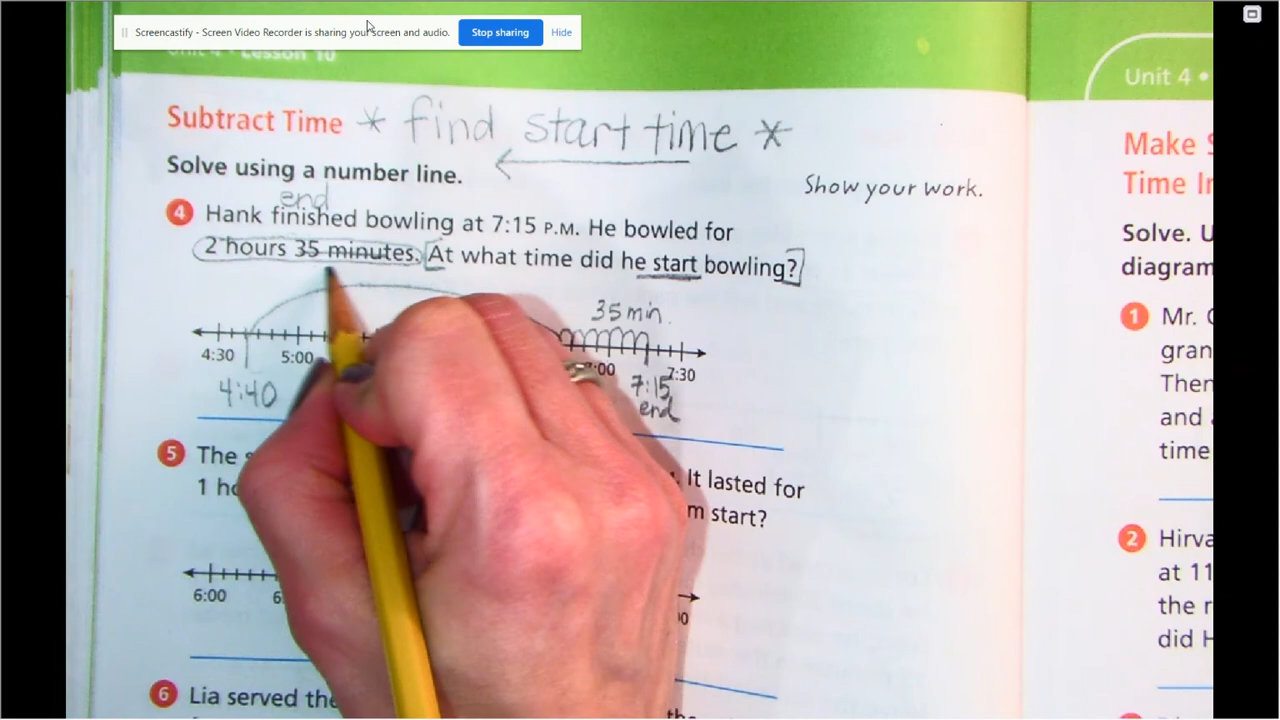 Screencastify - Screen Video Recorder is sharing your screen and audio.
Stop sharing
Hide
Unit 4 • Lesson 10
Subtract Time * find start time *
Solve using a number line.
Show your work.
end
4 Hank finished bowling at 7:15 P.M. He bowled for
2 hours 35 minutes. At what time did he start bowling?
35 min.
4:30 5:00 7:30
4:40 7:15
end
5 The
It lasted for
start?
6:00
6 Lia served the
Unit 4 •
Make
Time
Solve.
diagram
1 Mr.
gran
Then
and
time
2 Hirva
at 11
the
did